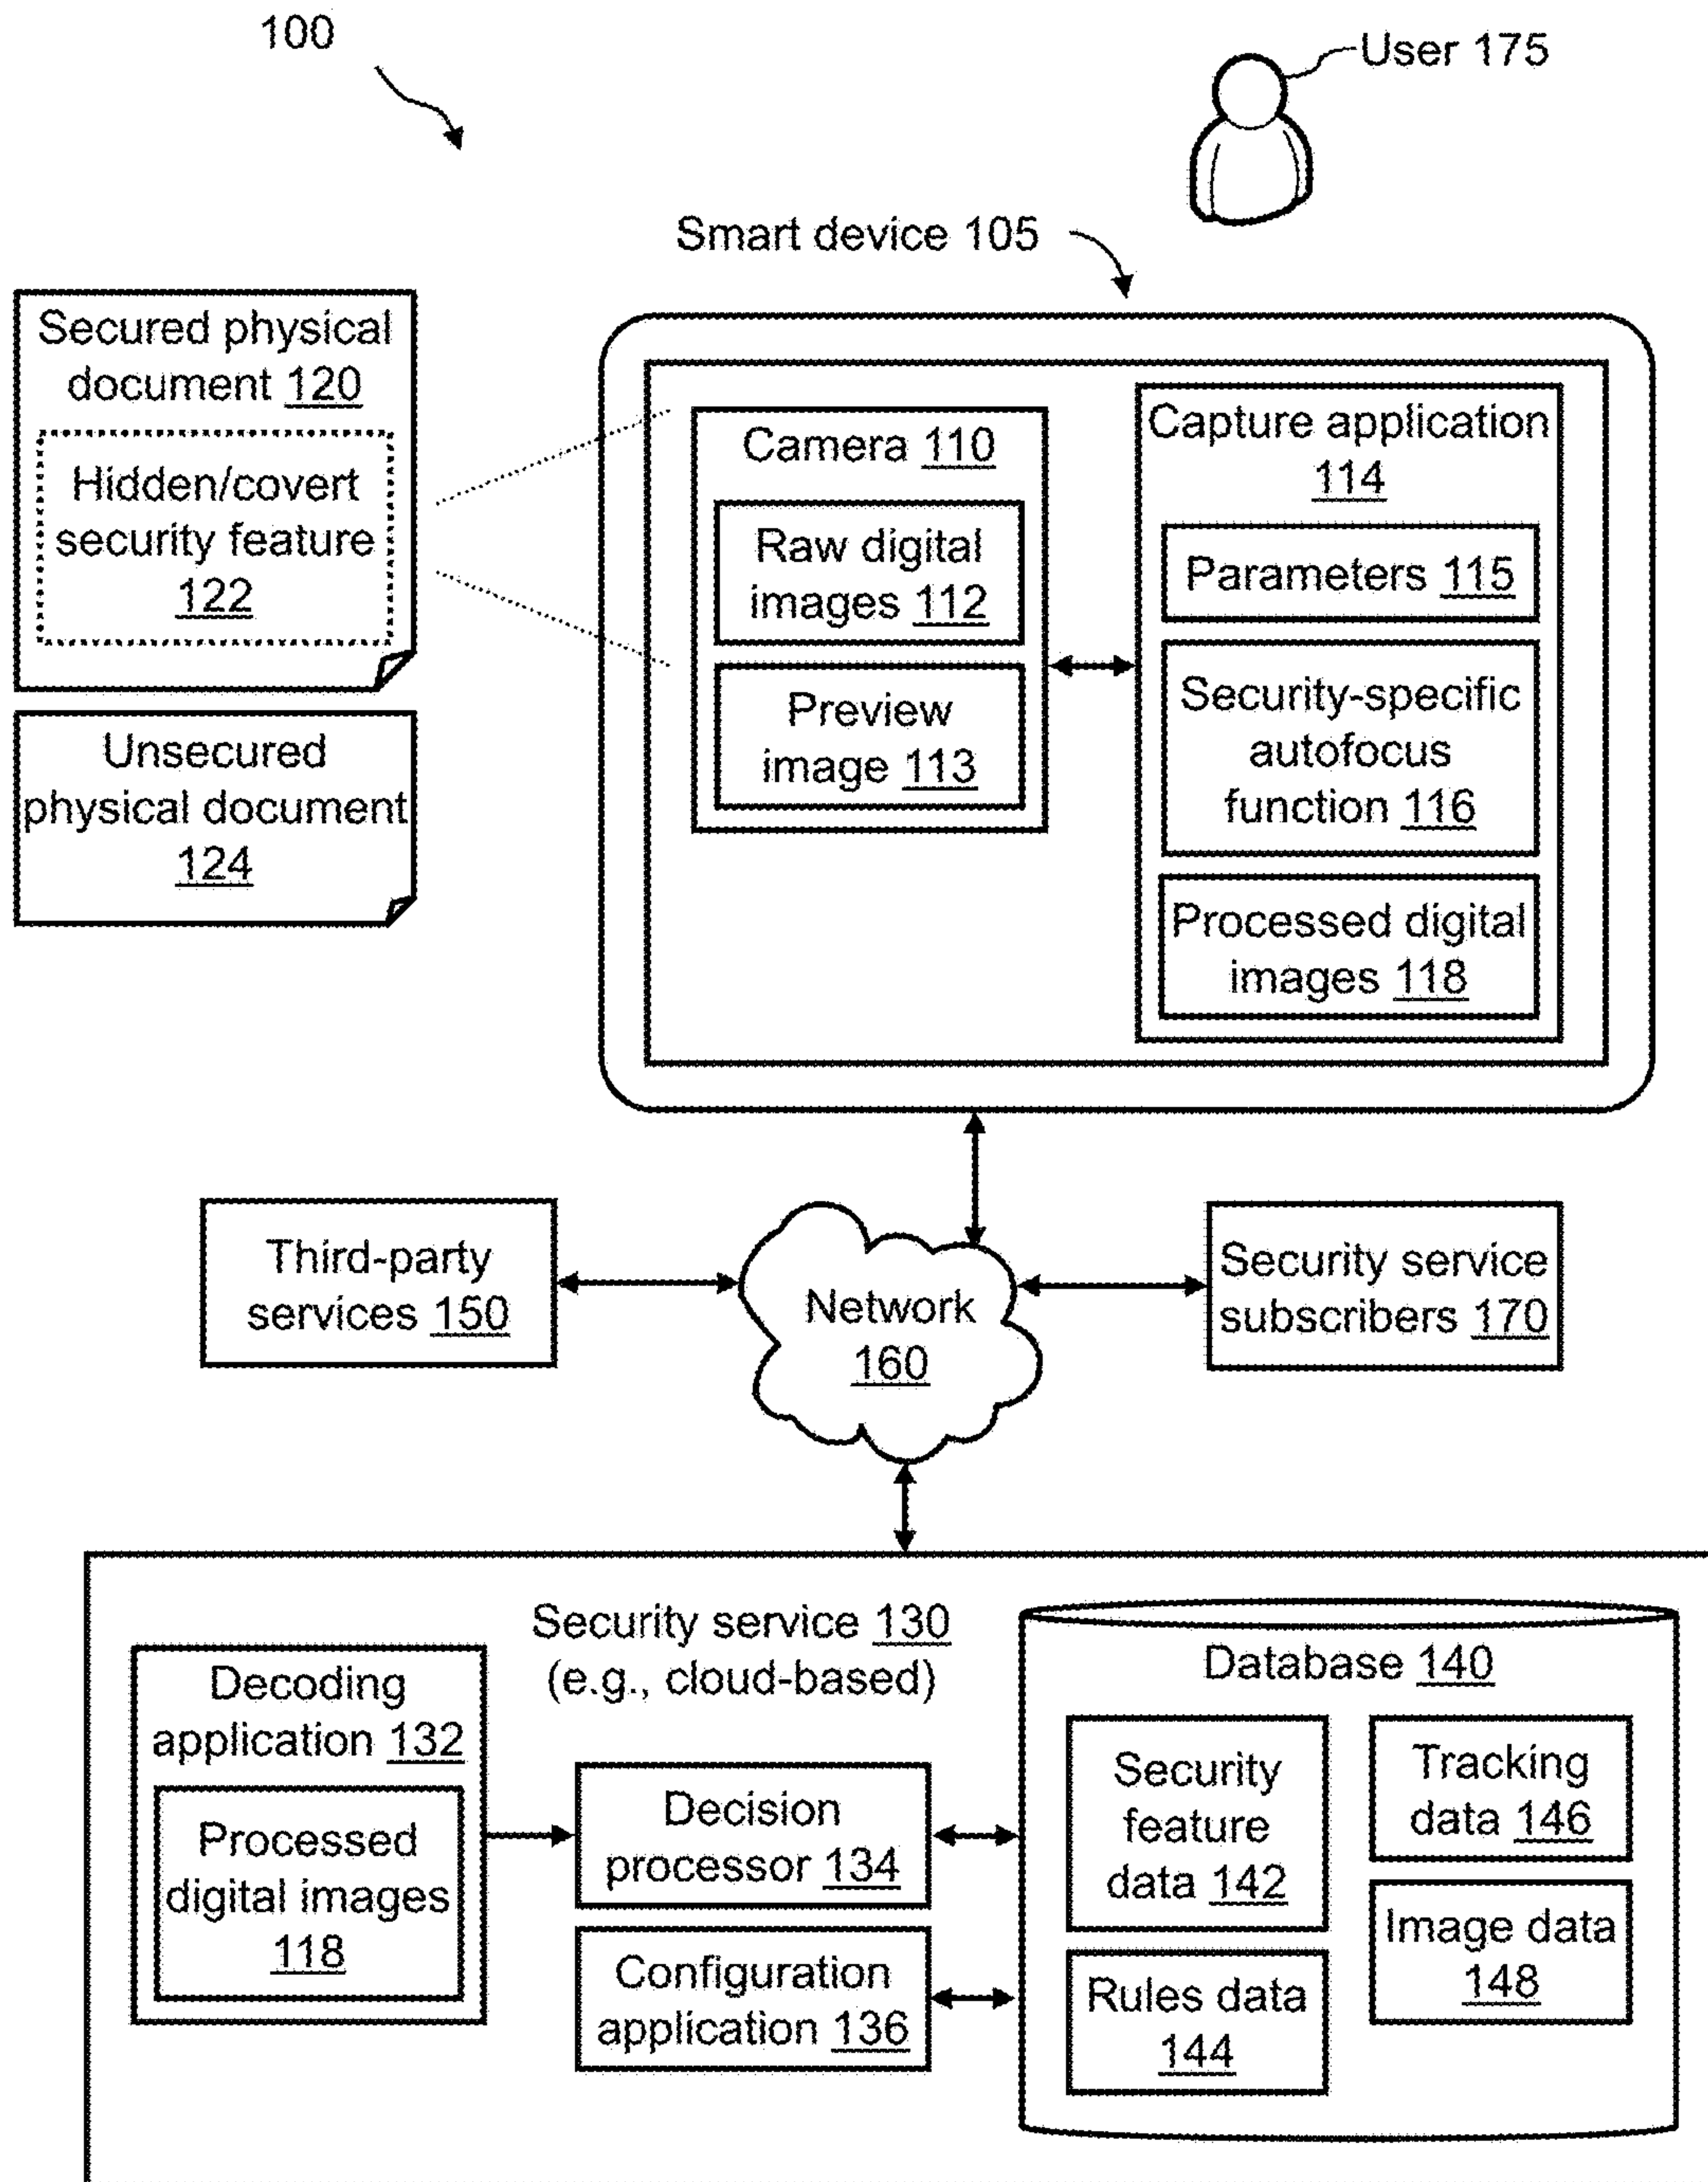 100
User 175
Smart device 105
Secured physical
document 120
Hidden/covert
security feature
122
Unsecured
physical document
124
Camera 110
Raw digital
images 112
Preview
image 113
Capture application
114
Parameters 115
Security-specific
autofocus
function 116
Processed digital
images 118
Third-party
services 150
Network
160
Security service
subscribers 170
Security service 130
(e.g., cloud-based)
Decoding
application 132
Processed
digital images
118
Decision
processor 134
Configuration
application 136
Database 140
Security
feature
data 142
Tracking
data 146
Rules data
144
Image data
148